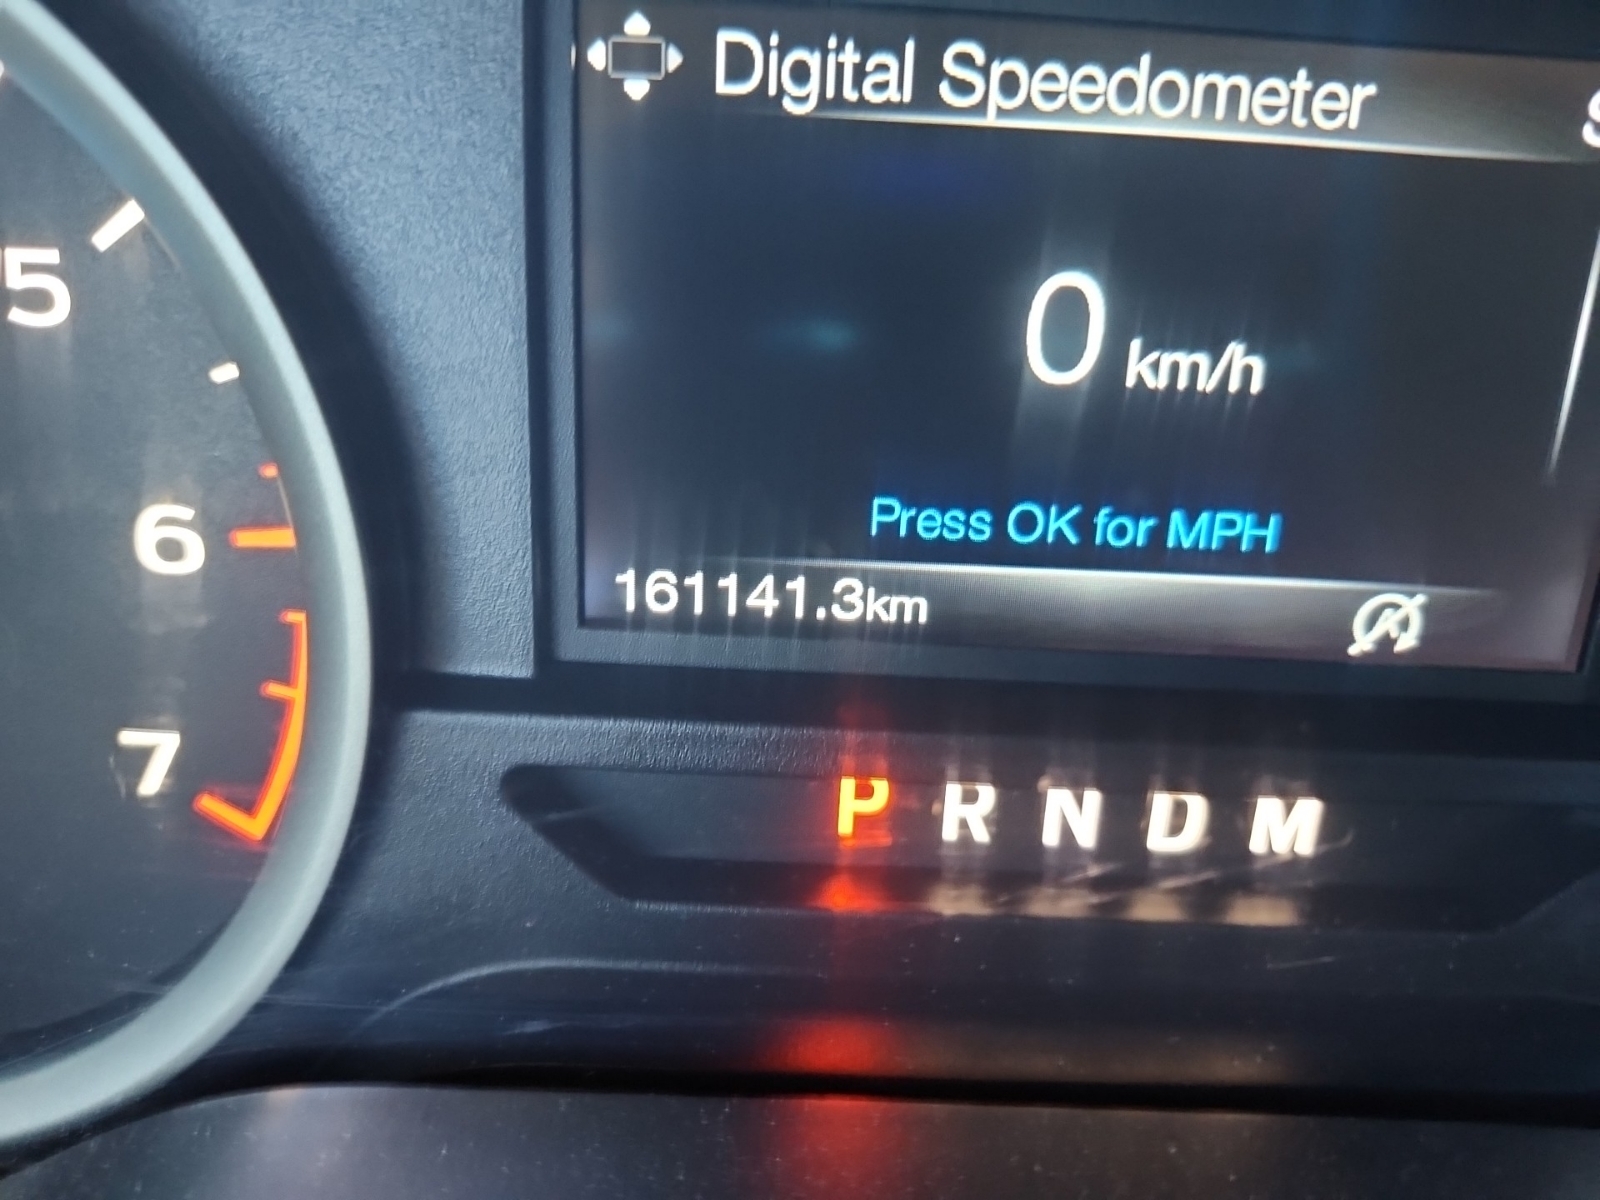 Digital Speedometer
5
0 km/h
6
Press OK for MPH
161141.3km
7
P R N D M